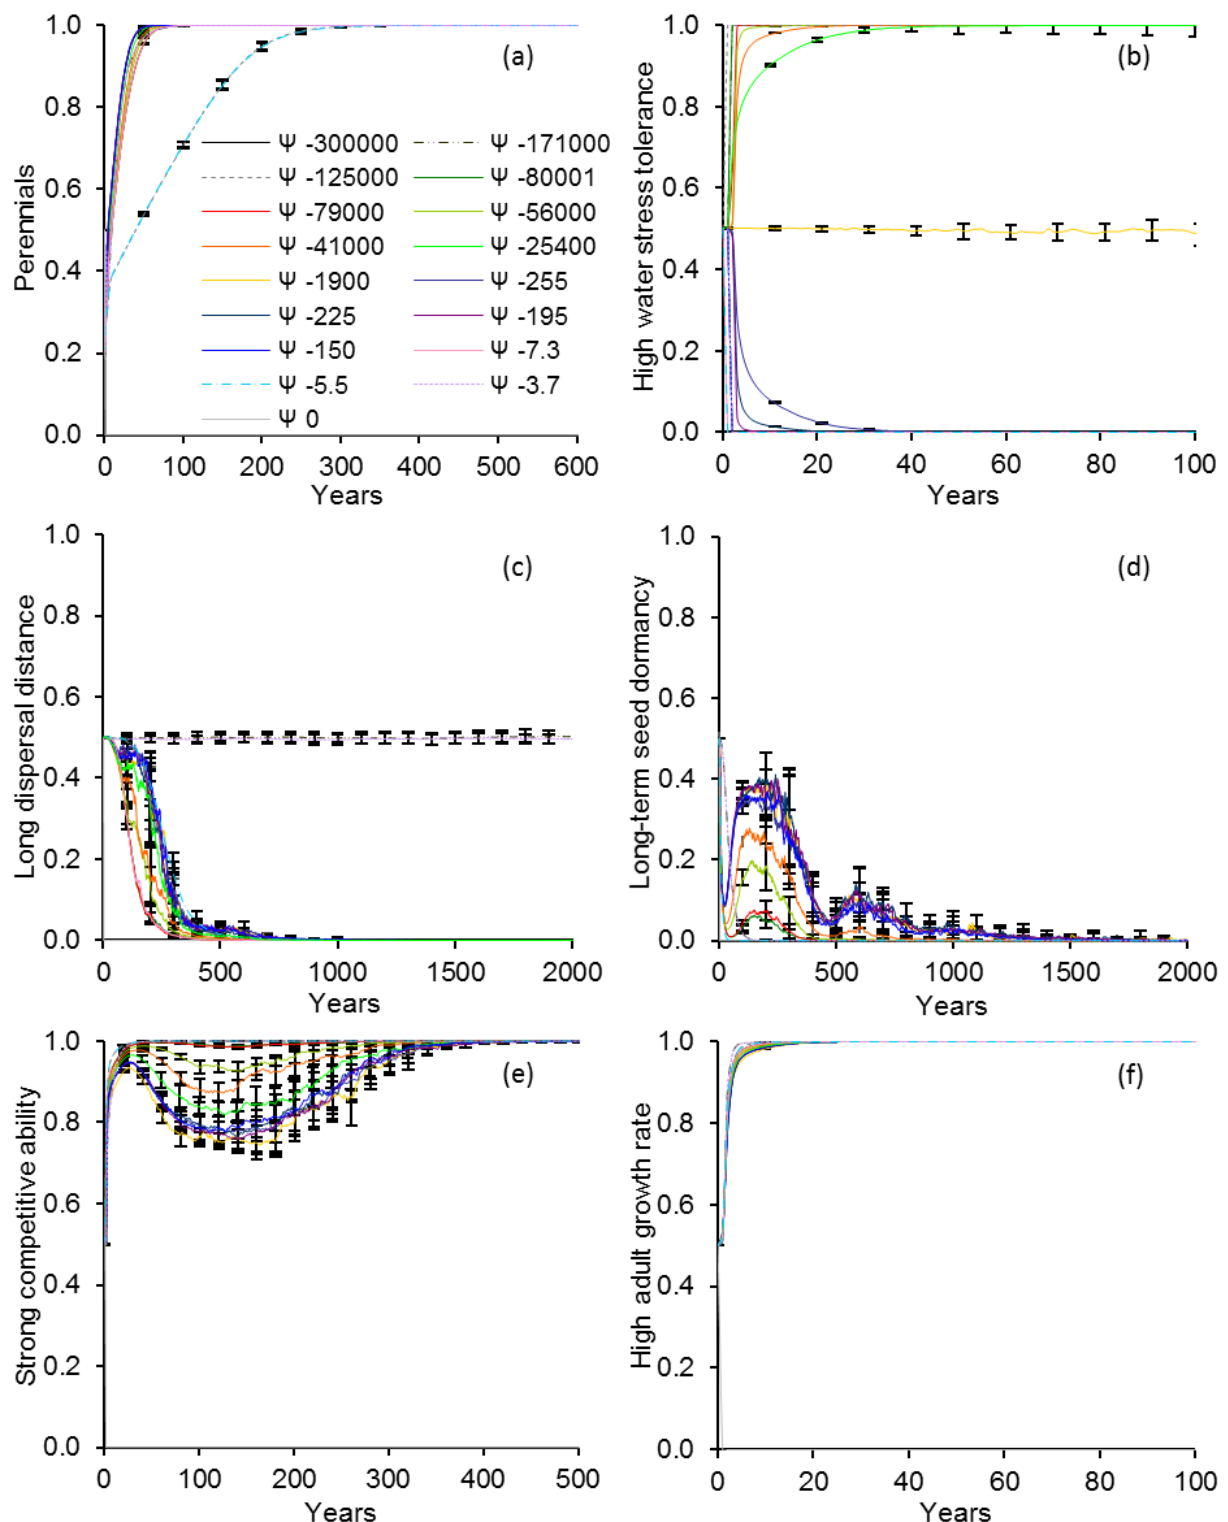 (a)
Perennials
1.0
0.8
0.6
0.4
0.2
0.0
Ψ -300000
Ψ -171000
Ψ -125000
Ψ -80001
Ψ -79000
Ψ -56000
Ψ -41000
Ψ -25400
Ψ -1900
Ψ -255
Ψ -225
Ψ -195
Ψ -150
Ψ -7.3
Ψ -5.5
Ψ -3.7
Ψ 0
0 100 200 300 400 500 600
Years
(b)
High water stress tolerance
1.0
0.8
0.6
0.4
0.2
0.0
0 20 40 60 80 100
Years
(c)
Long dispersal distance
1.0
0.8
0.6
0.4
0.2
0.0
0 500 1000 1500 2000
Years
(d)
Long-term seed dormancy
1.0
0.8
0.6
0.4
0.2
0.0
0 500 1000 1500 2000
Years
(e)
Strong competitive ability
1.0
0.8
0.6
0.4
0.2
0.0
0 100 200 300 400 500
Years
(f)
High adult growth rate
1.0
0.8
0.6
0.4
0.2
0.0
0 20 40 60 80 100
Years